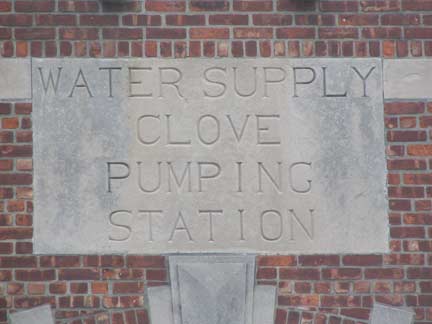 WATER SUPPLY
CLOVE
PUMPING
STATION